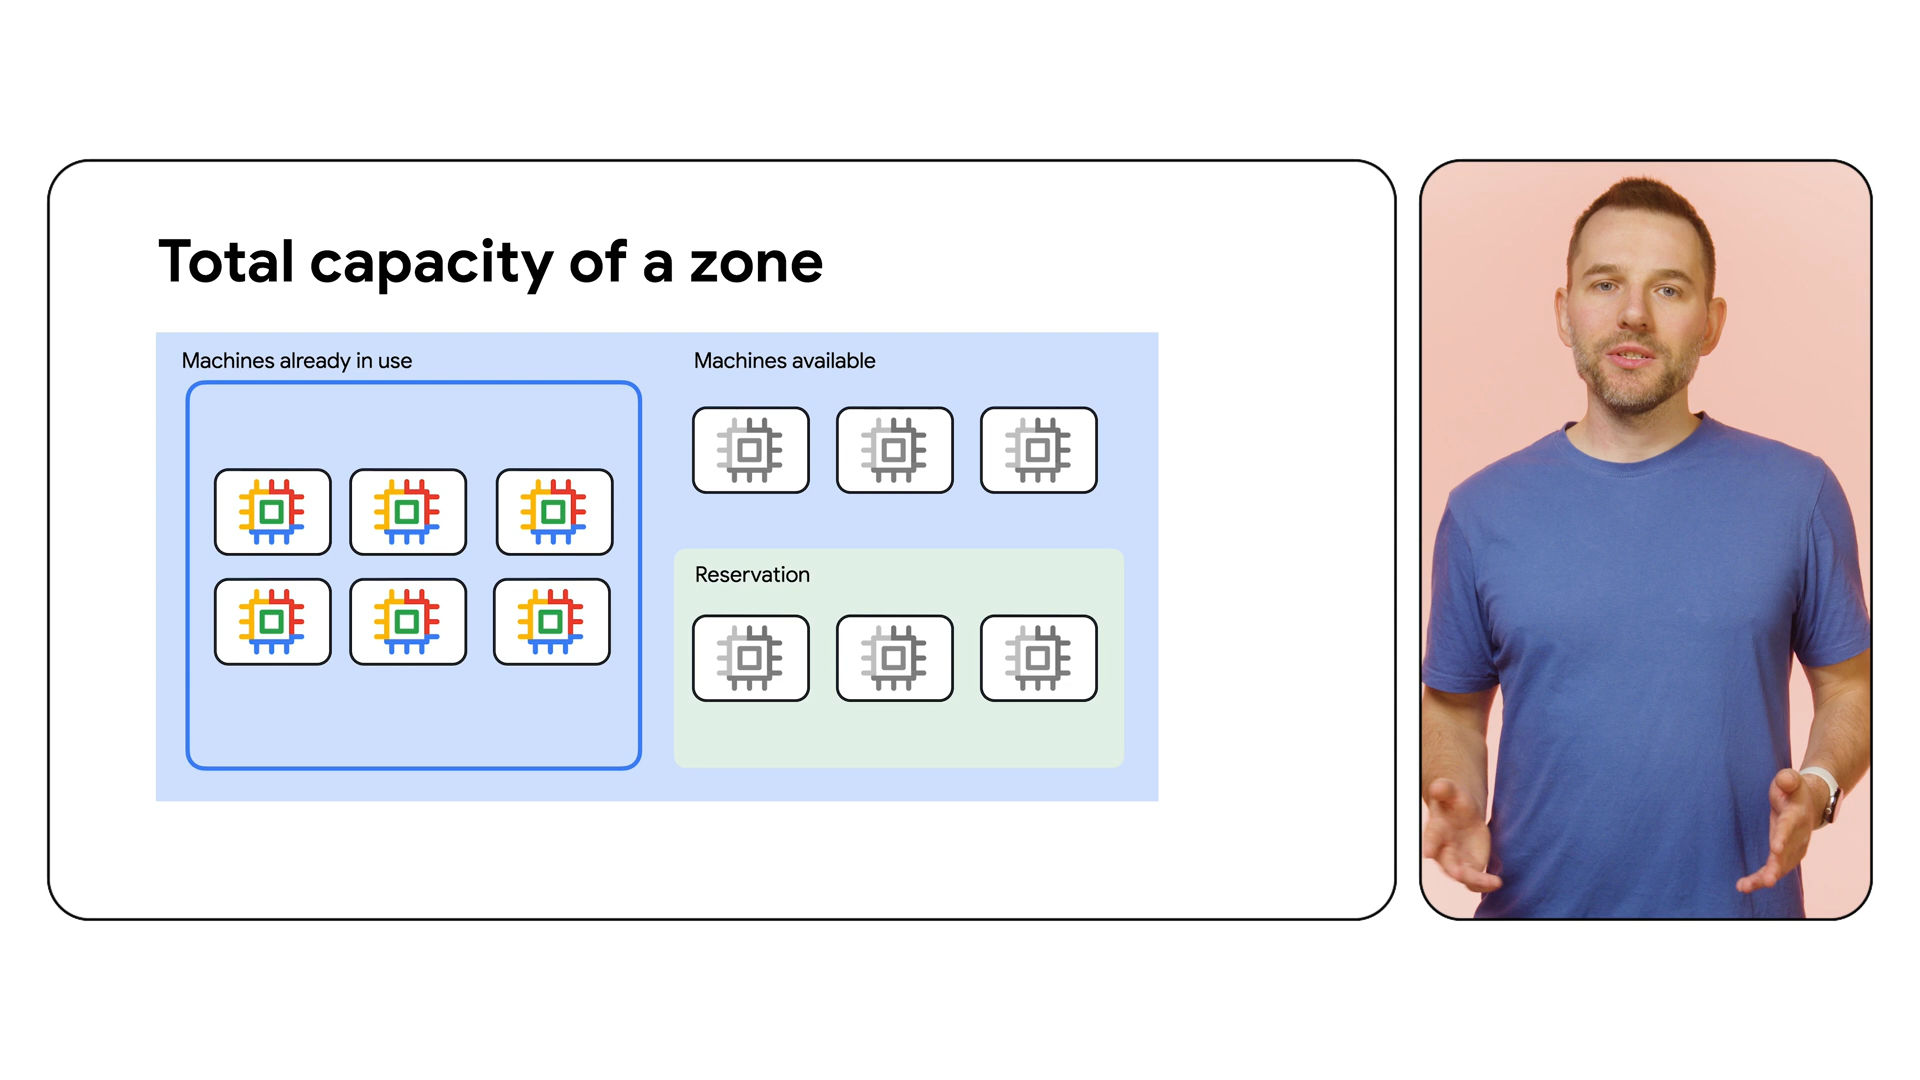 Total capacity of a zone
Machines already in use
Machines available
Reservation